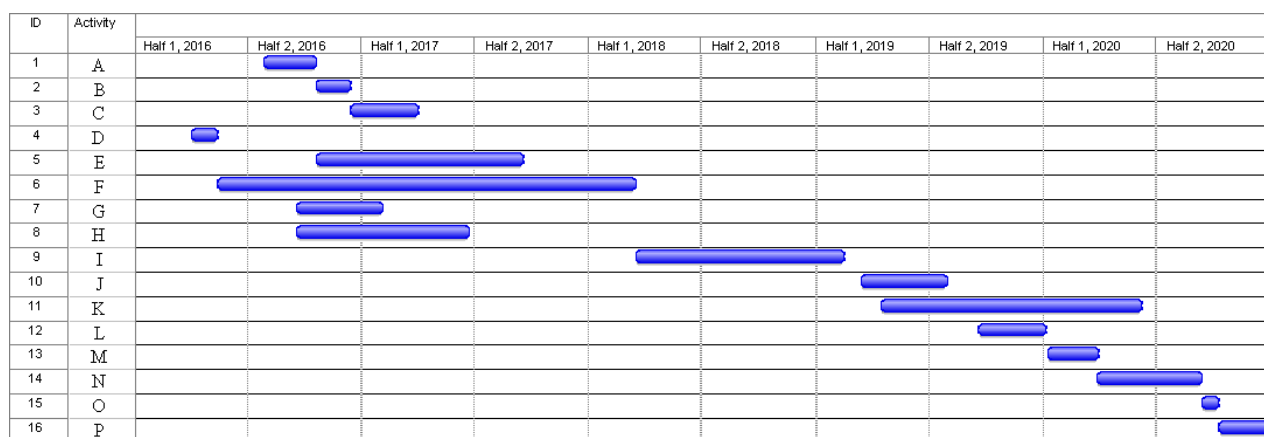 ID Activity
Half 1, 2016 Half 2, 2016 Half 1, 2017 Half 2, 2017 Half 1, 2018 Half 2, 2018 Half 1, 2019 Half 2, 2019 Half 1, 2020 Half 2, 2020
1 A
2 B
3 C
4 D
5 E
6 F
7 G
8 H
9 I
10 J
11 K
12 L
13 M
14 N
15 O
16 P